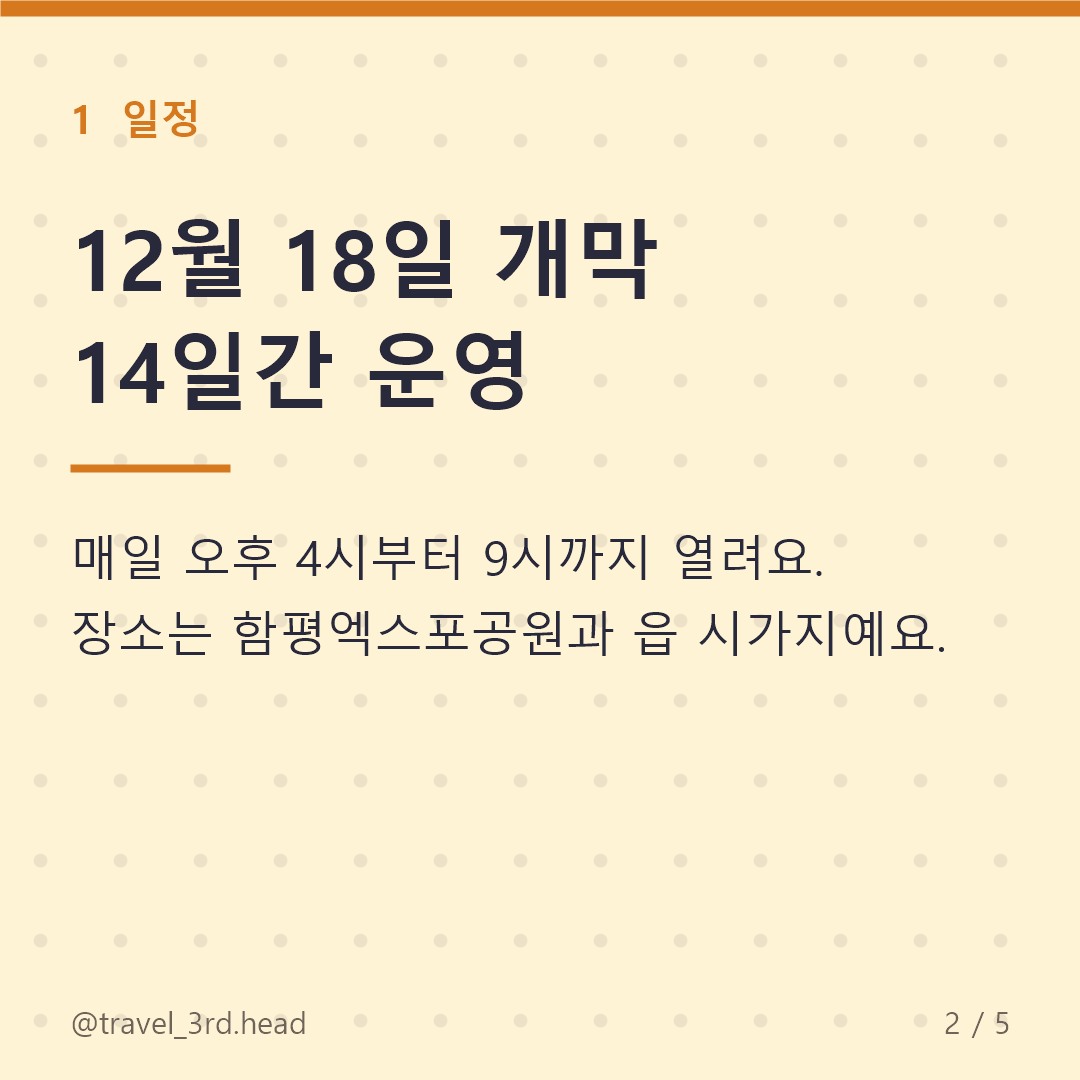 1 일정
12월 18일 개막
14일간 운영
매일 오후 4시부터 9시까지 열려요.
장소는 함평엑스포공원과 읍 시가지예요.
@travel_3rd.head
2 / 5